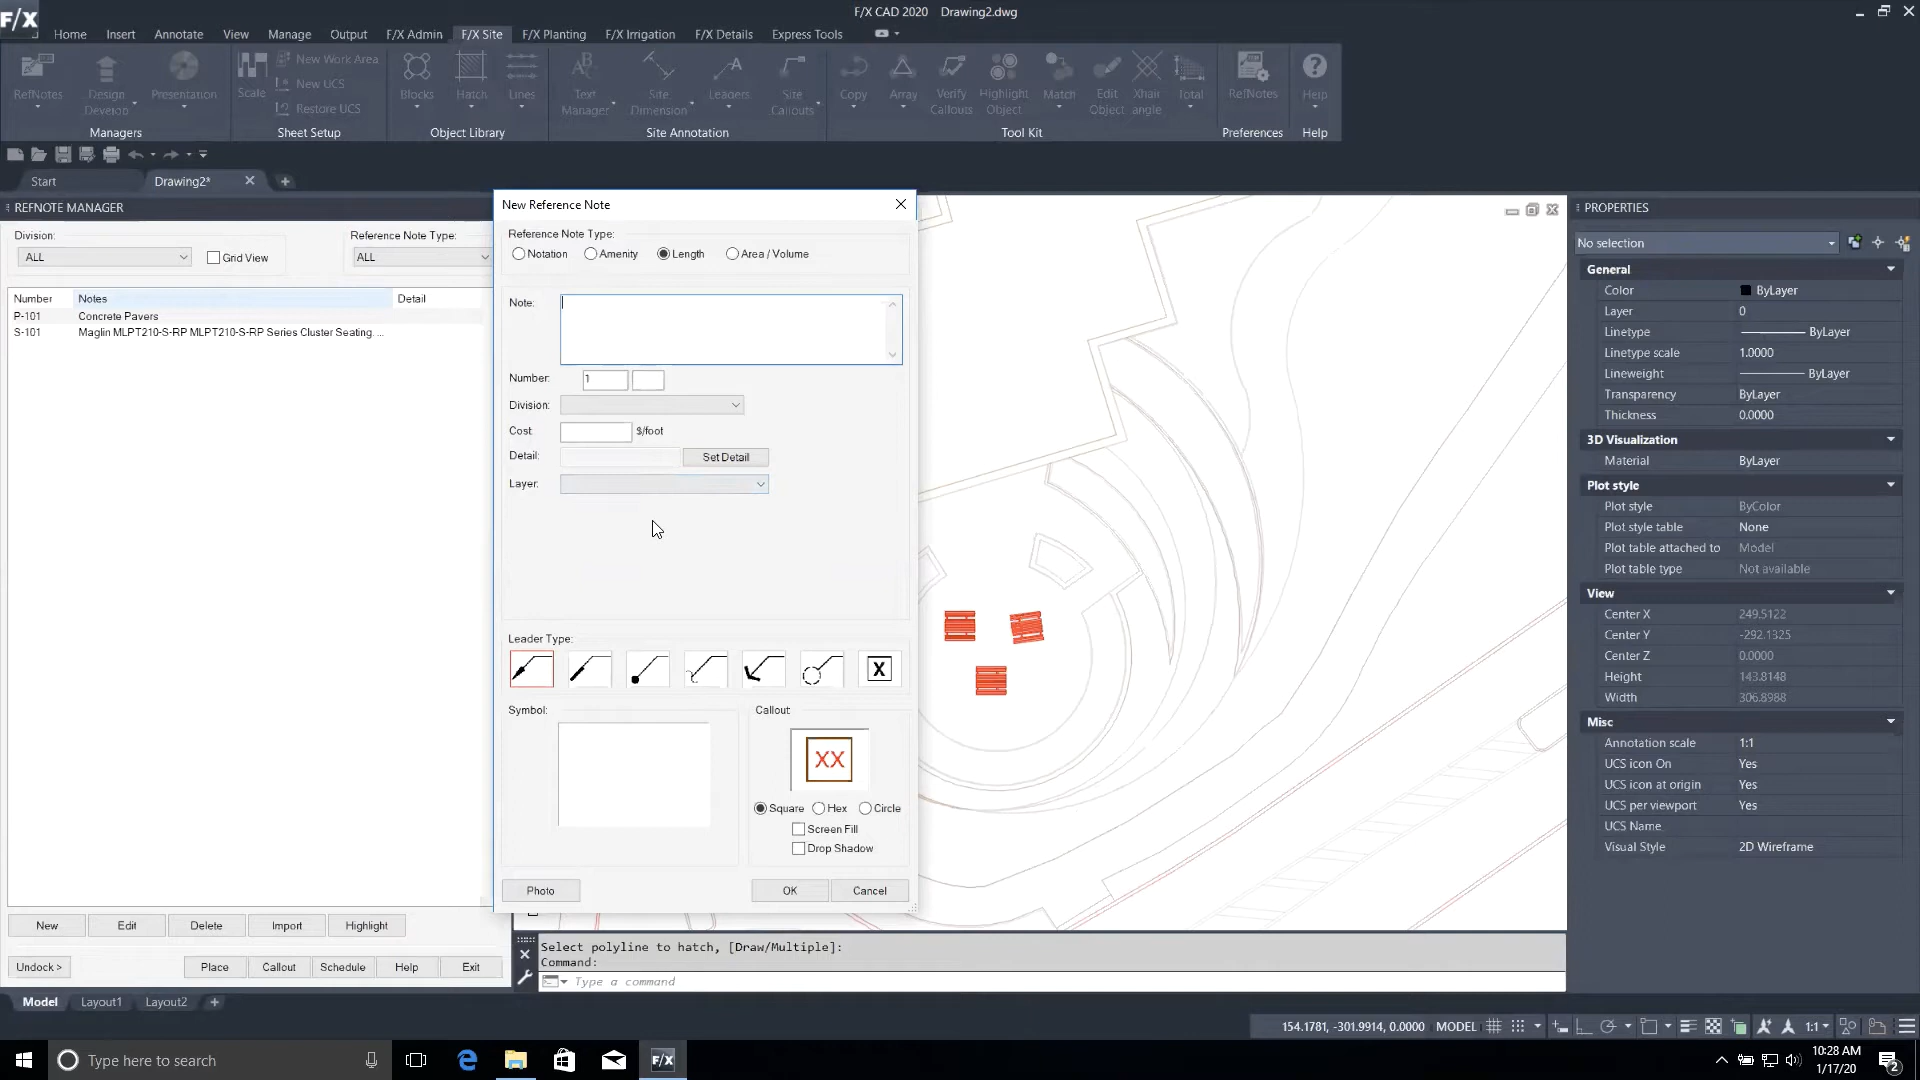 F/X
F/X CAD 2020 Drawing2.dwg
Home Insert Annotate View Manage Output F/X Admin F/X Site F/X Planting F/X Irrigation F/X Details Express Tools
RefNotes
Design Develop
Presentation
Managers
Scale
New Work Area
New UCS
Restore UCS
Sheet Setup
Blocks
Hatch
Lines
Object Library
Text Manager
Site Dimension
Leaders
Site Callouts
Site Annotation
Copy
Array
Verify Callouts
Highlight Object
Match
Edit Object
Xhair angle
Total
Tool Kit
RefNotes
Preferences
Help
Help
Start
Drawing2*
REFNOTE MANAGER
Division:
ALL
Grid View
Reference Note Type:
ALL
Number Notes Detail
P-101 Concrete Pavers
S-101 Maglin MLPT210-S-RP MLPT210-S-RP Series Cluster Seating. ...
New Edit Delete Import Highlight
Undock > Place Callout Schedule Help Exit
New Reference Note
Reference Note Type:
Notation Amenity Length Area / Volume
Note:
Number: 1
Division:
Cost: $/foot
Detail: Set Detail
Layer:
Leader Type:
X
Symbol:
Callout
XX
Square Hex Circle
Screen Fill
Drop Shadow
Photo OK Cancel
Select polyline to hatch, [Draw/Multiple]:
Command:
Type a command
PROPERTIES
No selection
General
Color ByLayer
Layer 0
Linetype ByLayer
Linetype scale 1.0000
Lineweight ByLayer
Transparency ByLayer
Thickness 0.0000
3D Visualization
Material ByLayer
Plot style
Plot style ByColor
Plot style table None
Plot table attached to Model
Plot table type Not available
View
Center X 249.5122
Center Y -292.1325
Center Z 0.0000
Height 143.8148
Width 306.8988
Misc
Annotation scale 1:1
UCS icon On Yes
UCS icon at origin Yes
UCS per viewport Yes
UCS Name
Visual Style 2D Wireframe
Model Layout1 Layout2
154.1781, -301.9914, 0.0000 MODEL 1:1
Type here to search
F/X
10:28 AM
1/17/20
2